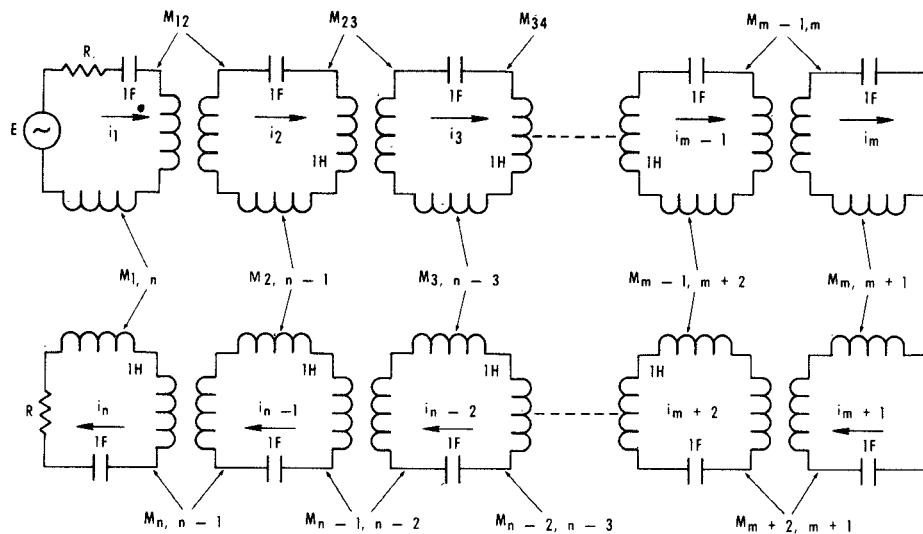 M12 M23 M34 Mm – 1,m
R
1F 1F 1F 1F 1F
E i1 i2 i3 im – 1 im
1H 1H 1H
M1, n M2, n – 1 M3, n – 3 Mm – 1, m + 2 Mm, m + 1
1H 1H 1H 1H
R in in –1 in – 2 im + 2 im + 1
1F 1F 1F 1F 1F
Mn, n – 1 Mn – 1, n – 2 Mn – 2, n – 3 Mm + 2, m + 1